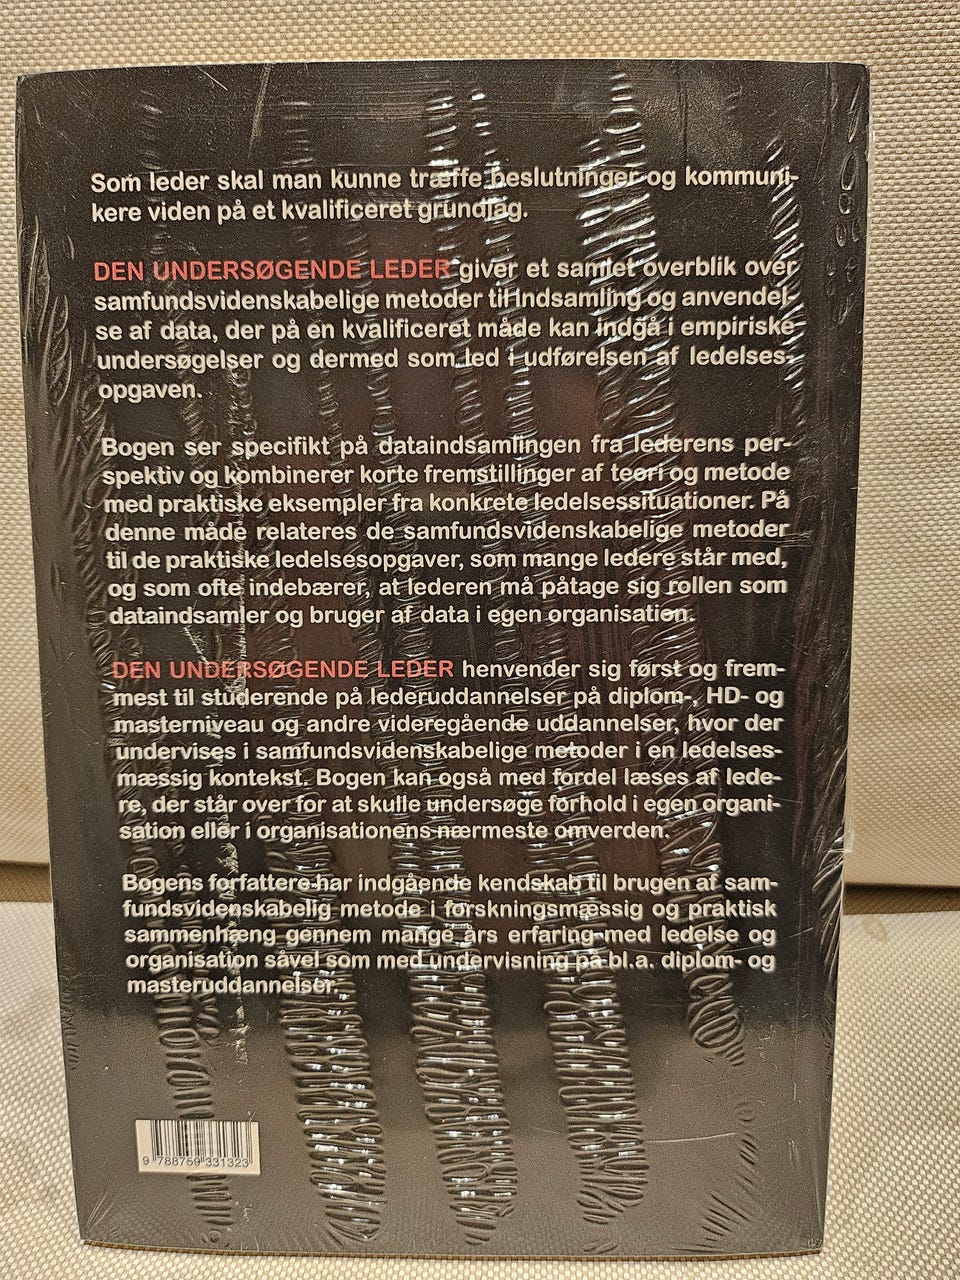 Som leder skal man kunne træffe beslutninger og kommuni-
kere viden på et kvalificeret grundlag.
DEN UNDERSØGENDE LEDER giver et samlet overblik over
samfundsvidenskabelige metoder til indsamling og anvendel-
se af data, der på en kvalificeret måde kan indgå i empiriske
undersøgelser og dermed som led i udførelsen af ledelses-
opgaven.
Bogen ser specifikt på dataindsamlingen fra lederens per-
spektiv og kombinerer korte fremstillinger af teori og metode
med praktiske eksempler fra konkrete ledelsessituationer. På
denne måde relateres de samfundsvidenskabelige metoder
til de praktiske ledelsesopgaver, som mange ledere står med,
og som ofte indebærer, at lederen må påtage sig rollen som
dataindsamler og bruger af data i egen organisation.
DEN UNDERSØGENDE LEDER henvender sig først og frem-
mest til studerende på lederuddannelser på diplom-, HD- og
masterniveau og andre videregående uddannelser, hvor der
undervises i samfundsvidenskabelige metoder i en ledelses-
mæssig kontekst. Bogen kan også med fordel læses af lede-
re, der står over for at skulle undersøge forhold i egen organi-
sation eller i organisationens nærmeste omverden.
Bogens forfattere har indgående kendskab til brugen af sam-
fundsvidenskabelig metode i forskningsmæssig og praktisk
sammenhæng gennem mange års erfaring med ledelse og
organisation såvel som med undervisning på bl.a. diplom- og
masteruddannelser.
9 788759 331323